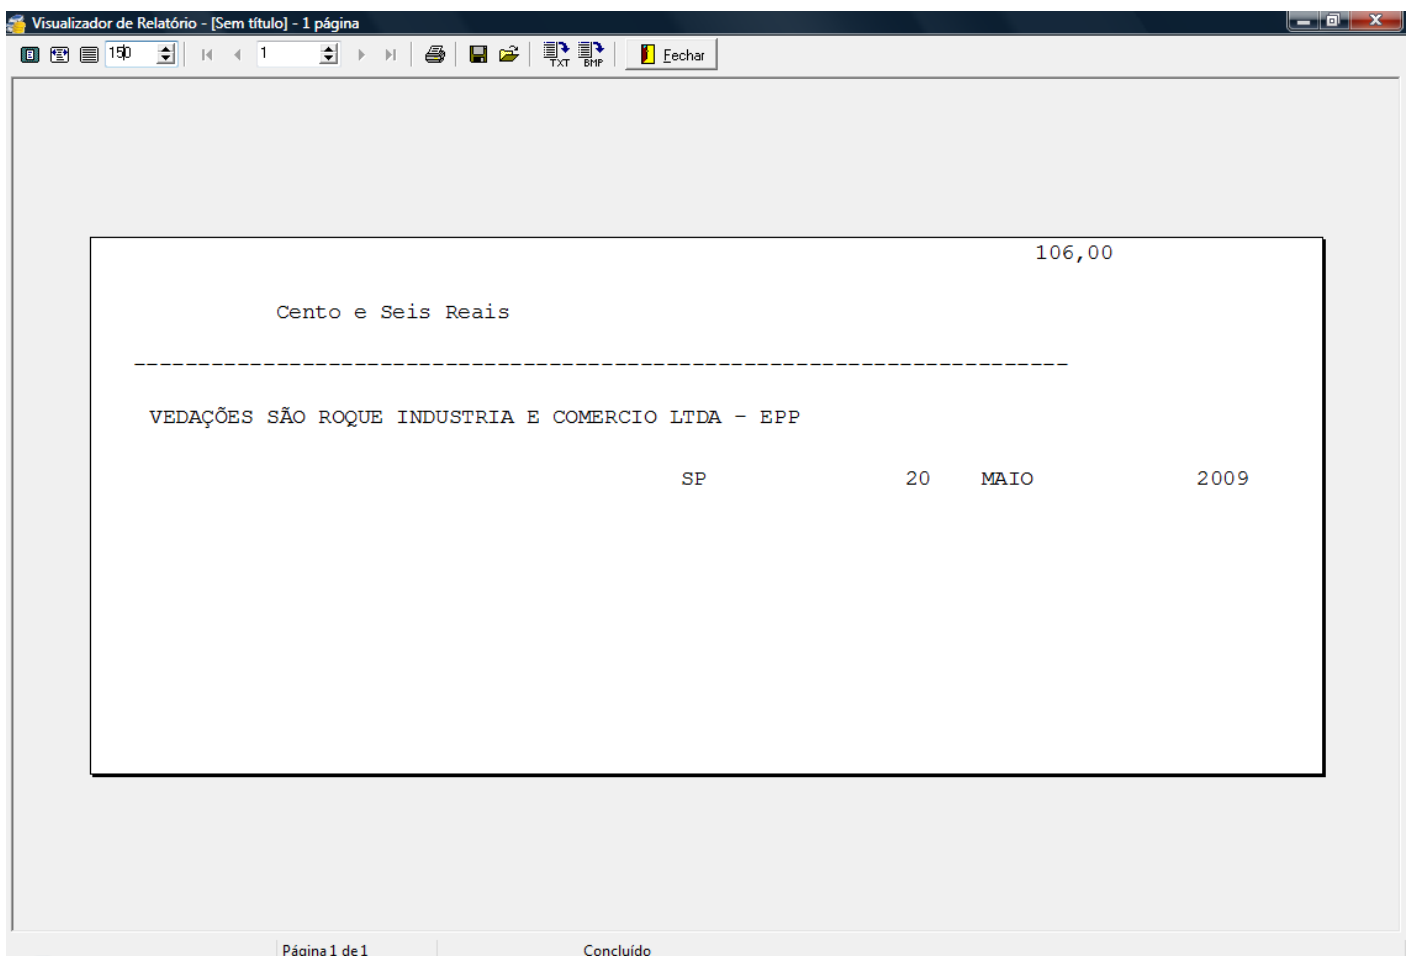 Visualizador de Relatório - [Sem título] - 1 página
150 1 TXT BMP Fechar
106,00
Cento e Seis Reais
-------------------------------------------------------------------------
VEDAÇÕES SÃO ROQUE INDUSTRIA E COMERCIO LTDA - EPP
SP 20 MAIO 2009
Página 1 de 1 Concluído